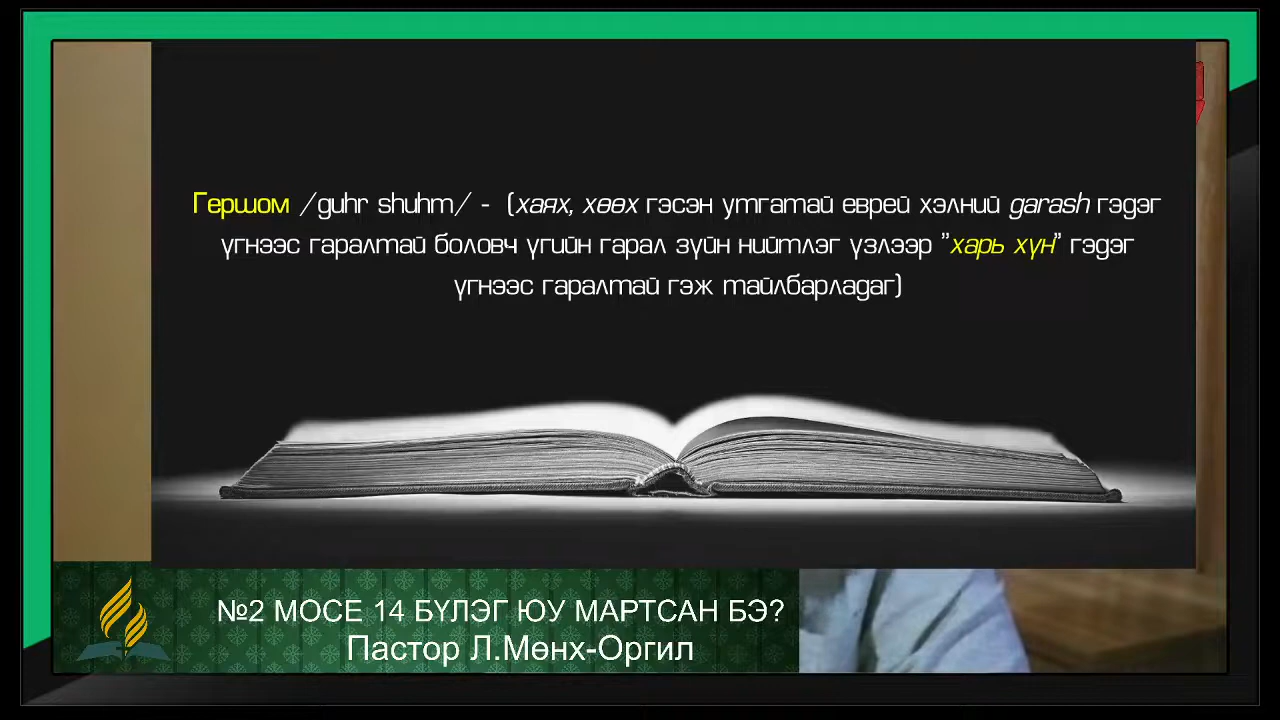 Гершом /guhr shuhm/ - (хаях, хөөх гэсэн утгатай еврей хэлний garash гэдэг
үгнээс гаралтай боловч үгийн гарал зүйн нийтлэг үзлээр "харь хүн" гэдэг
үгнээс гаралтай гэж тайлбарладаг)
№2 МОСЕ 14 БҮЛЭГ ЮУ МАРТСАН БЭ?
Пастор Л.Мөнх-Оргил